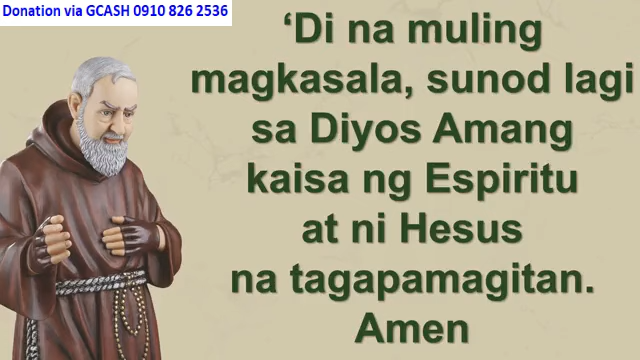 Donation via GCASH 0910 826 2536
‘Di na muling
magkasala, sunod lagi
sa Diyos Amang
kaisa ng Espiritu
at ni Hesus
na tagapamagitan.
Amen